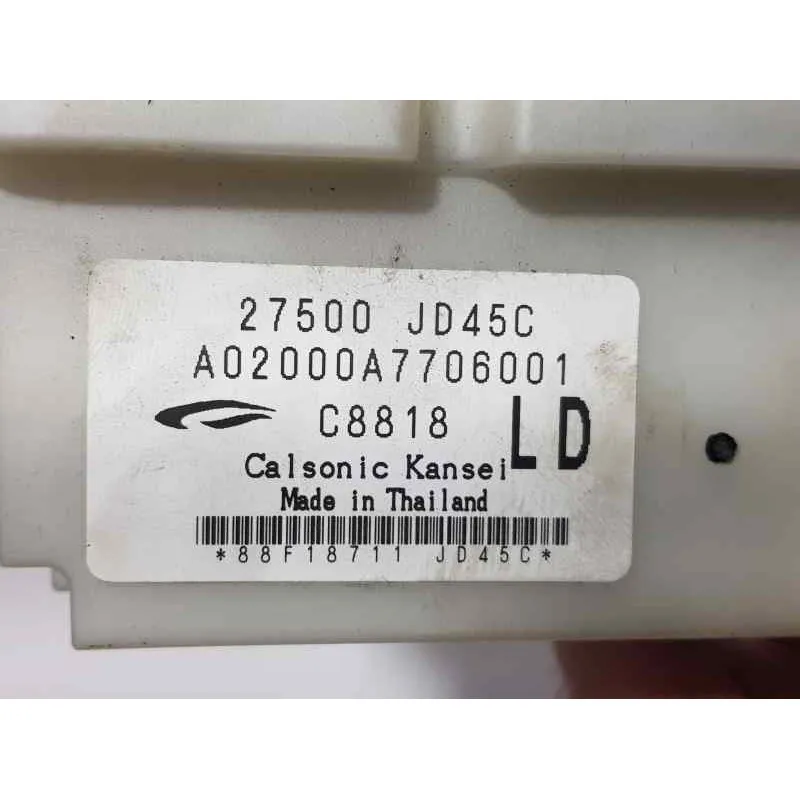 27500 JD45C
A02000A7706001
C8818 LD
Calsonic Kansei
Made in Thailand
*88F18711 JD45C*